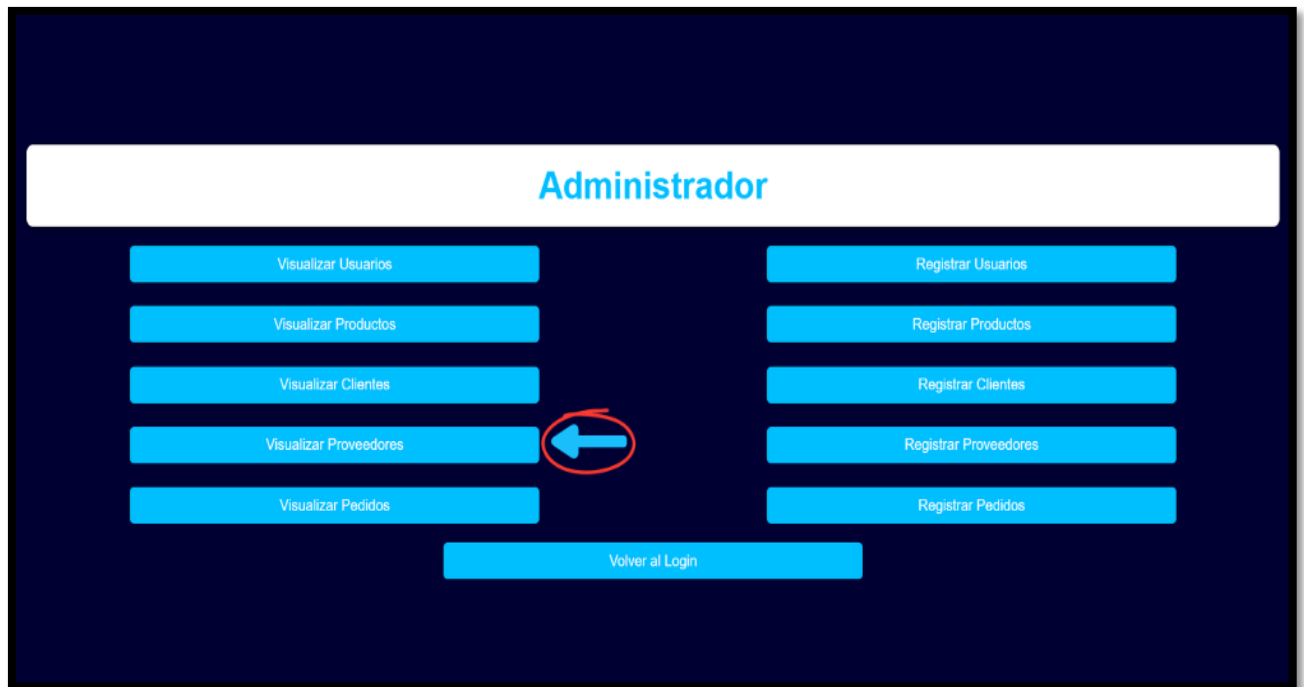 Administrador
Visualizar Usuarios
Registrar Usuarios
Visualizar Productos
Registrar Productos
Visualizar Clientes
Registrar Clientes
Visualizar Proveedores
Registrar Proveedores
Visualizar Pedidos
Registrar Pedidos
Volver al Login